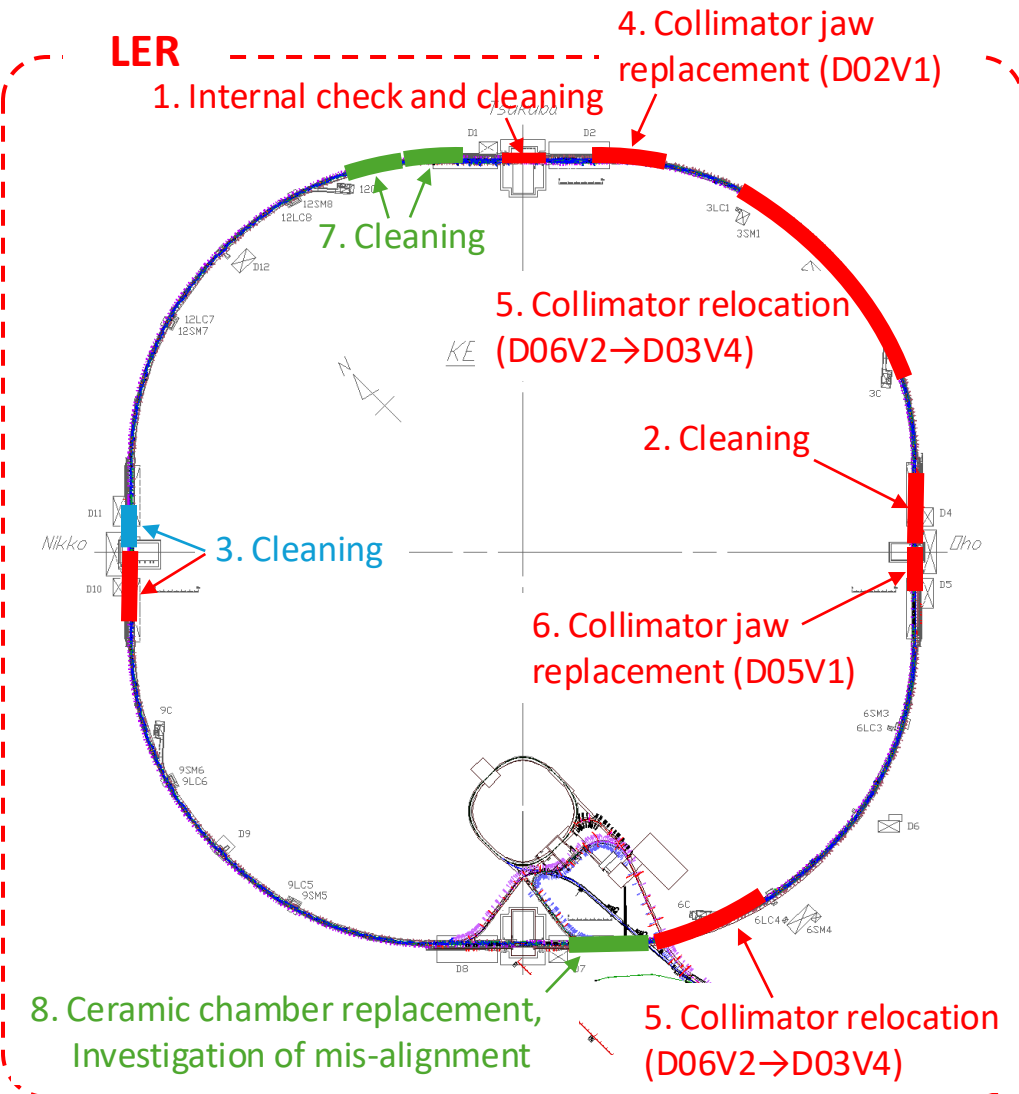 LER
4. Collimator jaw
replacement (D02V1)
1. Internal check and cleaning
Tsukuba
D1
D2
120
12SM8
12LC8
7. Cleaning
3LC1
3SM1
D12
5. Collimator relocation
(D06V2→D03V4)
12LC7
12SM7
KE
N
3C
2. Cleaning
D11
D4
Nikko
3. Cleaning
Oho
D10
D5
6. Collimator jaw
replacement (D05V1)
9C
6SM3
6LC3
9SM6
9LC6
D9
D6
9LC5
9SM5
6C
6LC4
6SM4
D8
D7
8. Ceramic chamber replacement,
Investigation of mis-alignment
5. Collimator relocation
(D06V2→D03V4)